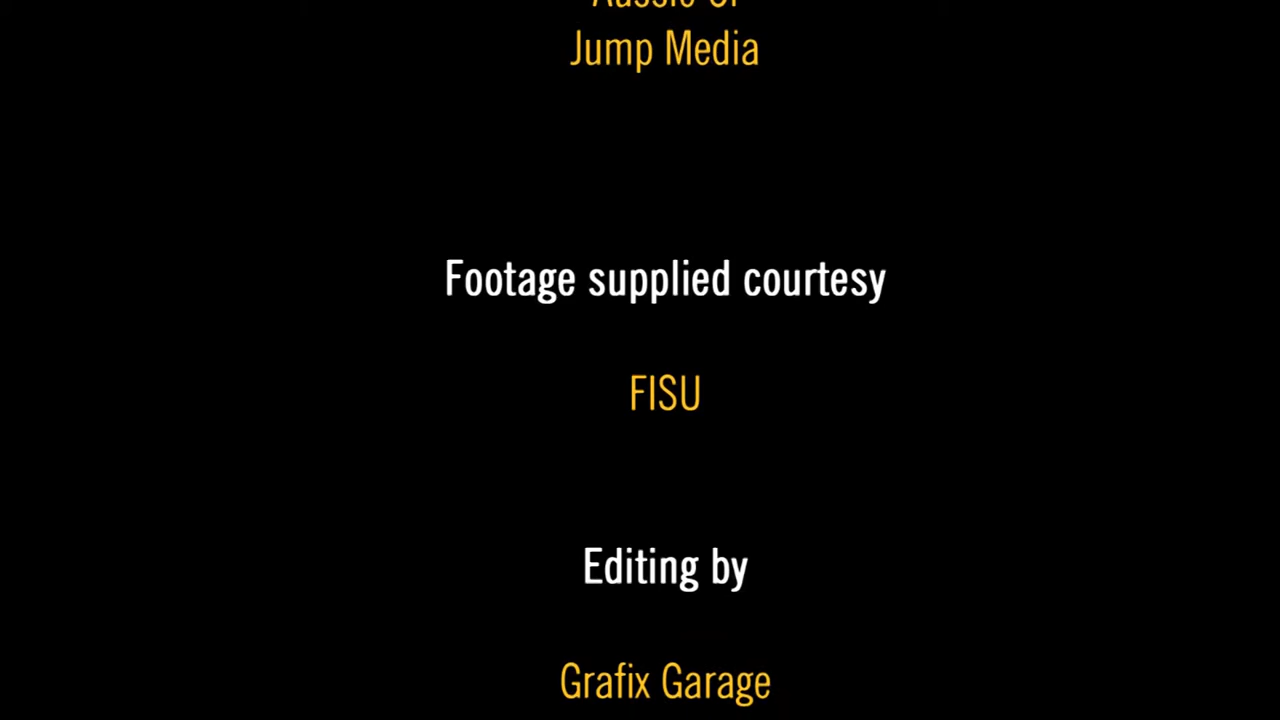 Jump Media
Footage supplied courtesy
FISU
Editing by
Grafix Garage